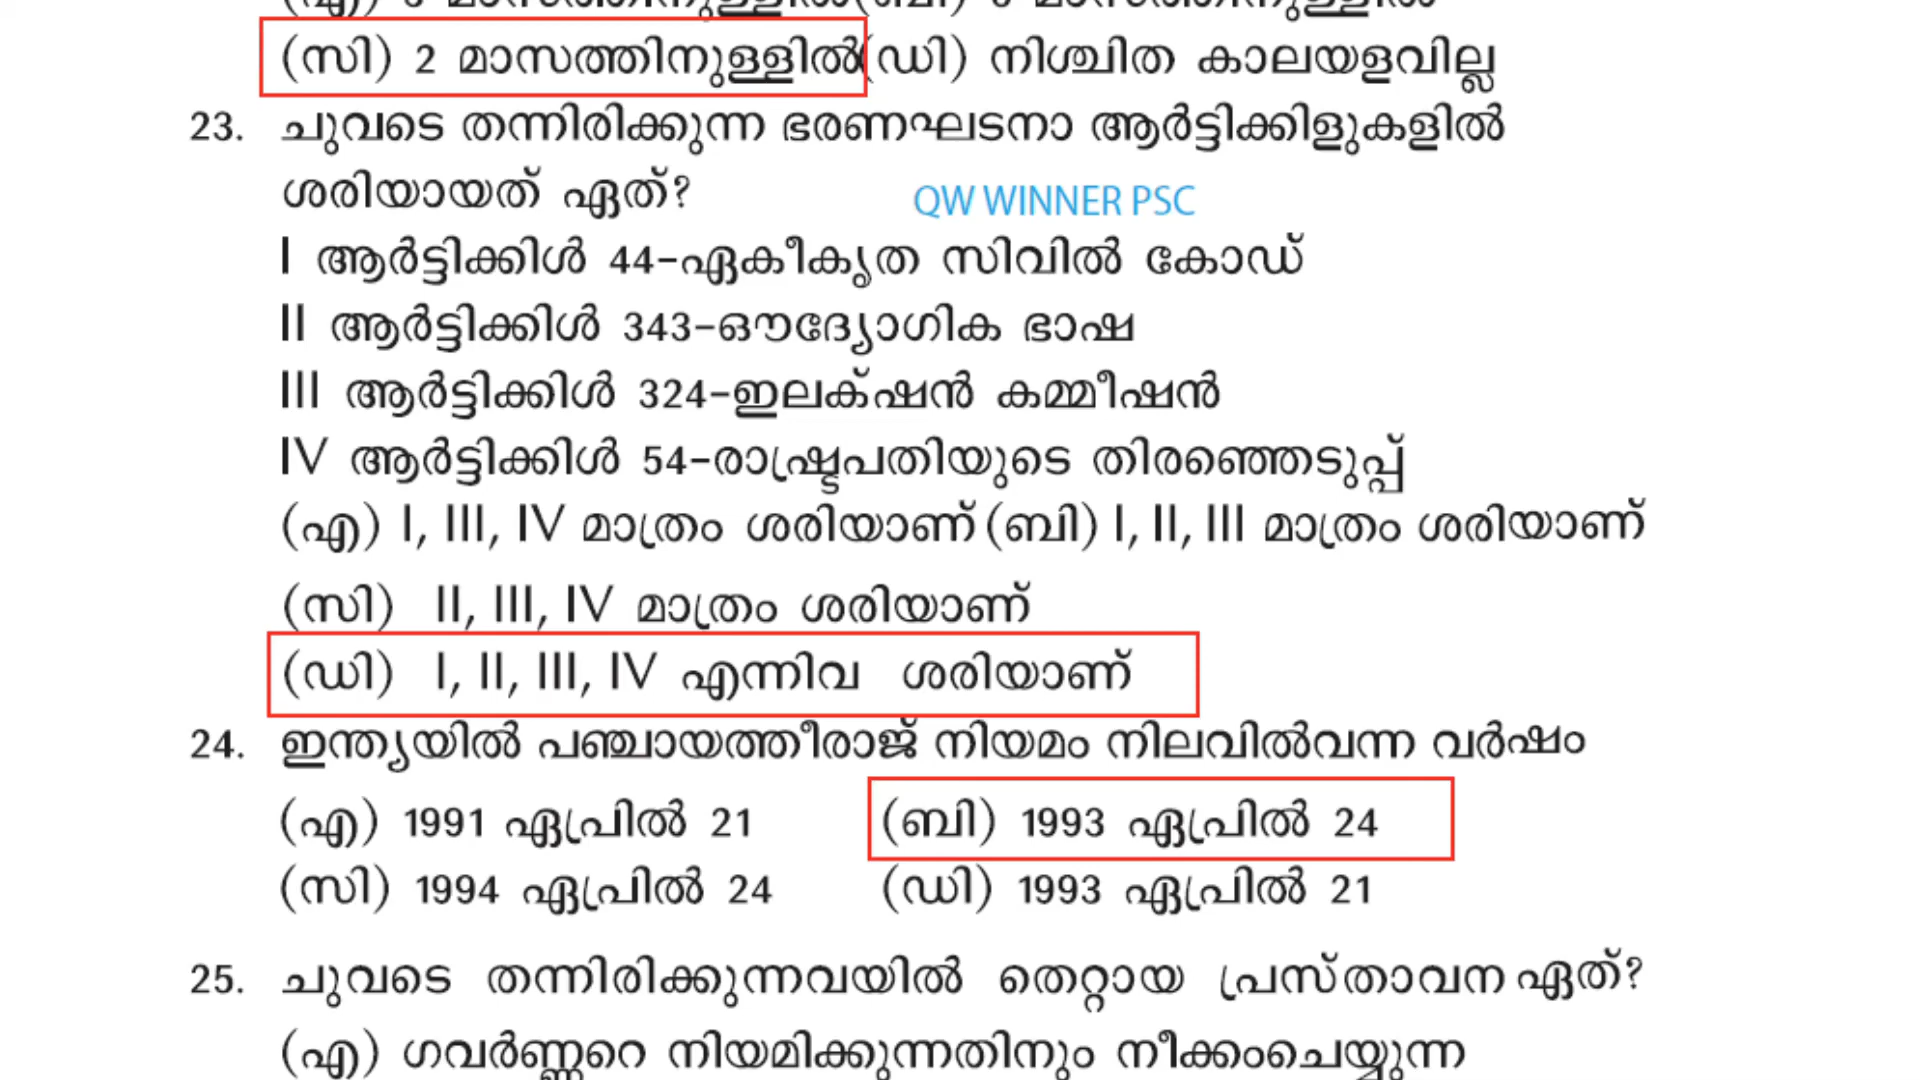 (സി) 2 മാസത്തിനുള്ളിൽ(ഡി) നിശ്ചിത കാലയളവില്ല
23. ചുവടെ തന്നിരിക്കുന്ന ഭരണഘടനാ ആർട്ടിക്കിളുകളിൽ
ശരിയായത് ഏത്?
QW WINNER PSC
I ആർട്ടിക്കിൾ 44-ഏകീകൃത സിവിൽ കോഡ്
II ആർട്ടിക്കിൾ 343-ഔദ്യോഗിക ഭാഷ
III ആർട്ടിക്കിൾ 324-ഇലക്ഷൻ കമ്മീഷൻ
IV ആർട്ടിക്കിൾ 54-രാഷ്ട്രപതിയുടെ തിരഞ്ഞെടുപ്പ്
(എ) I, III, IV മാത്രം ശരിയാണ് (ബി) I, II, III മാത്രം ശരിയാണ്
(സി) II, III, IV മാത്രം ശരിയാണ്
(ഡി) I, II, III, IV എന്നിവ ശരിയാണ്
24. ഇന്ത്യയിൽ പഞ്ചായത്തീരാജ് നിയമം നിലവിൽവന്ന വർഷം
(എ) 1991 ഏപ്രിൽ 21 (ബി) 1993 ഏപ്രിൽ 24
(സി) 1994 ഏപ്രിൽ 24 (ഡി) 1993 ഏപ്രിൽ 21
25. ചുവടെ തന്നിരിക്കുന്നവയിൽ തെറ്റായ പ്രസ്താവന ഏത്?
(എ) ഗവർണ്ണറെ നിയമിക്കുന്നതിനും നീക്കംചെയ്യുന്ന